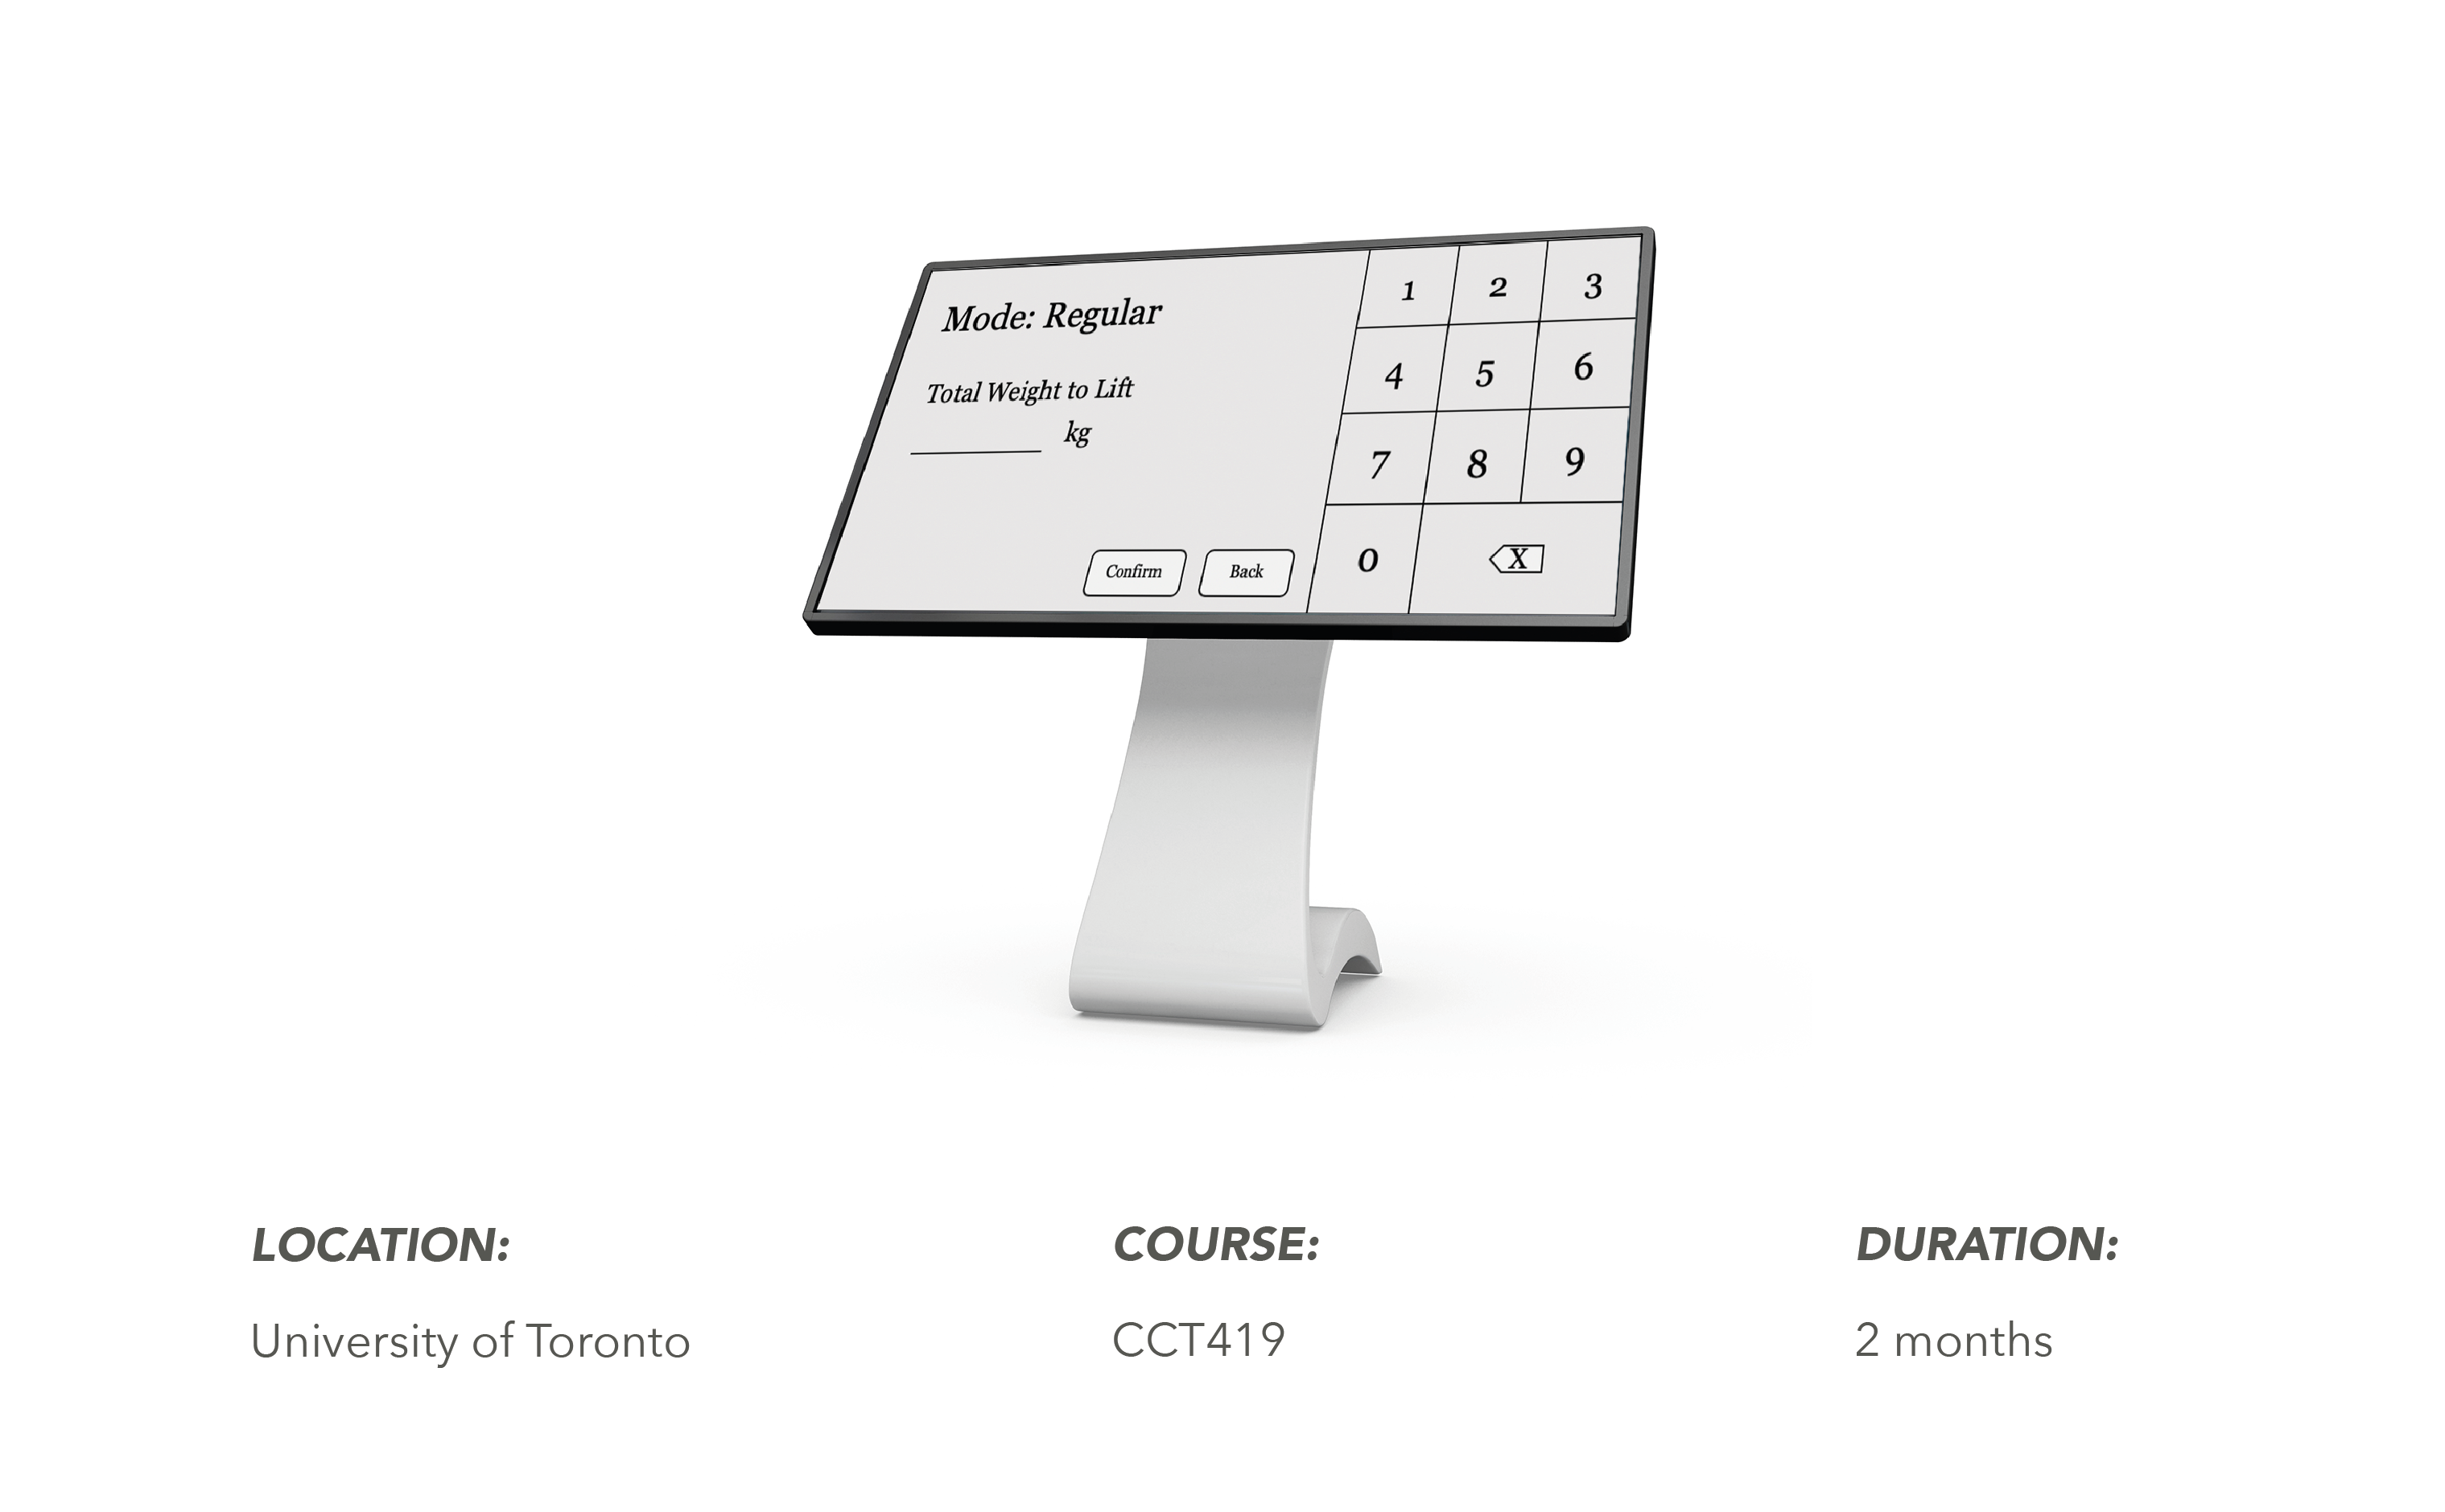 Mode: Regular
Total Weight to Lift
kg
Confirm Back
1 2 3
4 5 6
7 8 9
0 X
LOCATION: COURSE: DURATION:
University of Toronto CCT419 2 months